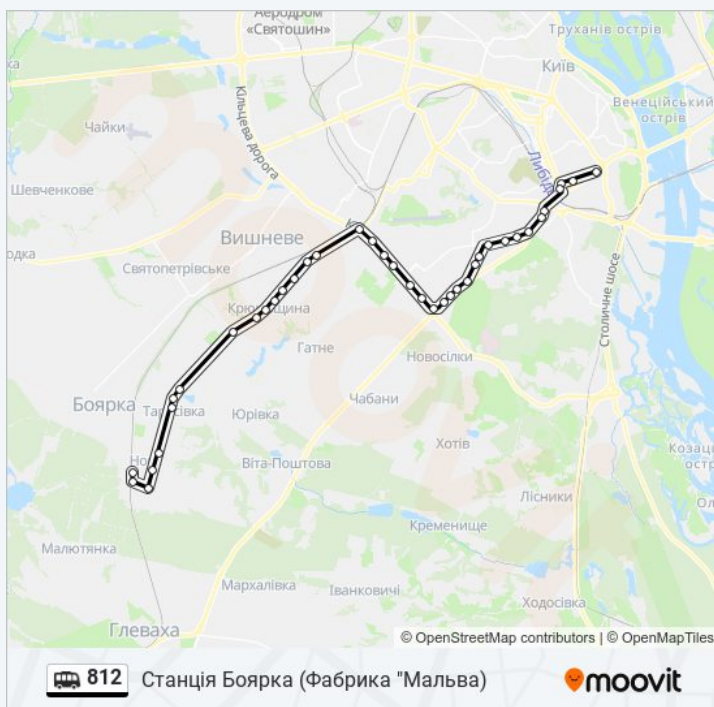 Аеродром
«Святошин»
Труханів острів
Київ
Венеційський
острів
Кільцева дорога
Чайки
Либідь
Шевченкове
Вишневе
Святопетрівське
Столичне шосе
Крюківщина
Гатне
Новосілки
Чабани
Боярка
Тарасівка
Юрівка
Хотів
Віта-Поштова
Лісники
Козац
Кременище
Малютянка
Мархалівка
Іванковичі
Ходосівка
Глеваха
© OpenStreetMap contributors | © OpenMapTiles
812 Станція Боярка (Фабрика "Мальва)
moovit